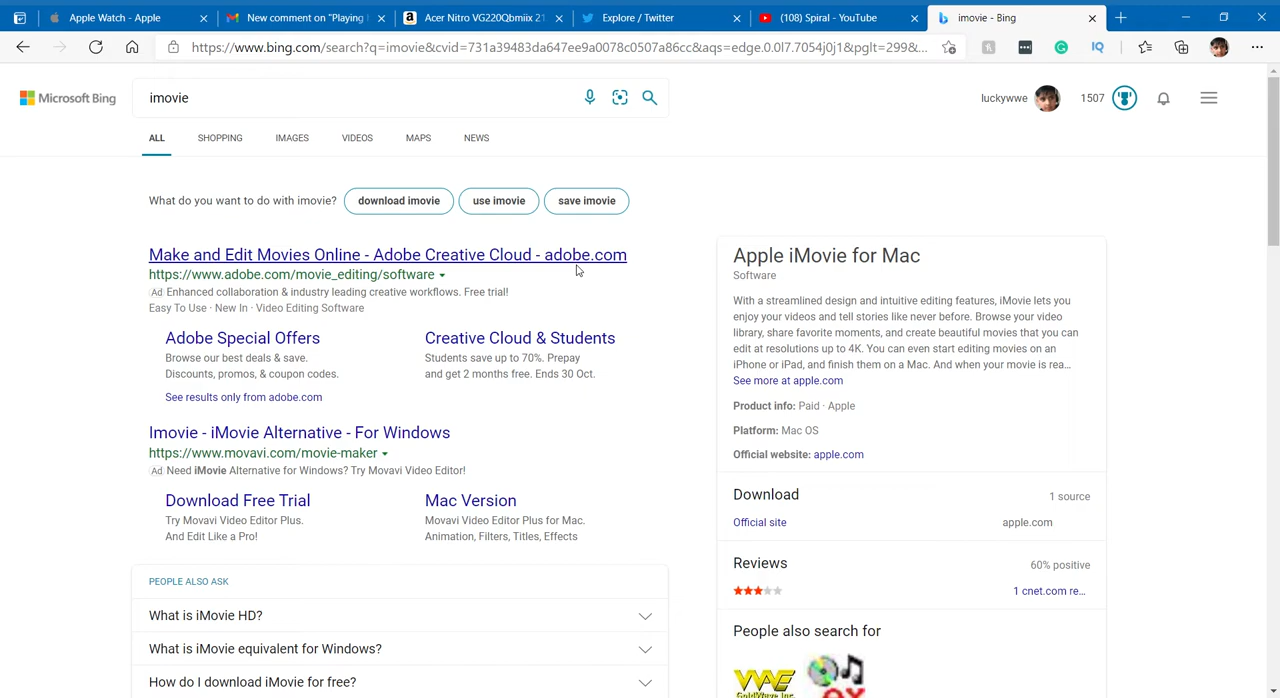 Apple Watch - Apple
New comment on "Playing
Acer Nitro VG220Qbmiix 21
Explore / Twitter
(108) Spiral - YouTube
imovie - Bing
https://www.bing.com/search?q=imovie&cvid=731a39483da647ee9a0078c0507a86cc&aqs=edge.0.0l7.7054j0j1&pglt=299&...
Microsoft Bing
imovie
luckywwe
1507
ALL
SHOPPING
IMAGES
VIDEOS
MAPS
NEWS
What do you want to do with imovie?
download imovie
use imovie
save imovie
Make and Edit Movies Online - Adobe Creative Cloud - adobe.com
https://www.adobe.com/movie_editing/software
Ad Enhanced collaboration & industry leading creative workflows. Free trial!
Easy To Use · New In · Video Editing Software
Adobe Special Offers
Browse our best deals & save.
Discounts, promos, & coupon codes.
Creative Cloud & Students
Students save up to 70%. Prepay
and get 2 months free. Ends 30 Oct.
See results only from adobe.com
Imovie - iMovie Alternative - For Windows
https://www.movavi.com/movie-maker
Ad Need iMovie Alternative for Windows? Try Movavi Video Editor!
Download Free Trial
Try Movavi Video Editor Plus.
And Edit Like a Pro!
Mac Version
Movavi Video Editor Plus for Mac.
Animation, Filters, Titles, Effects
PEOPLE ALSO ASK
What is iMovie HD?
What is iMovie equivalent for Windows?
How do I download iMovie for free?
Apple iMovie for Mac
Software
With a streamlined design and intuitive editing features, iMovie lets you
enjoy your videos and tell stories like never before. Browse your video
library, share favorite moments, and create beautiful movies that you can
edit at resolutions up to 4K. You can even start editing movies on an
iPhone or iPad, and finish them on a Mac. And when your movie is rea...
See more at apple.com
Product info: Paid · Apple
Platform: Mac OS
Official website: apple.com
Download
1 source
Official site
apple.com
Reviews
60% positive
1 cnet.com re...
People also search for
GoldWave Inc.